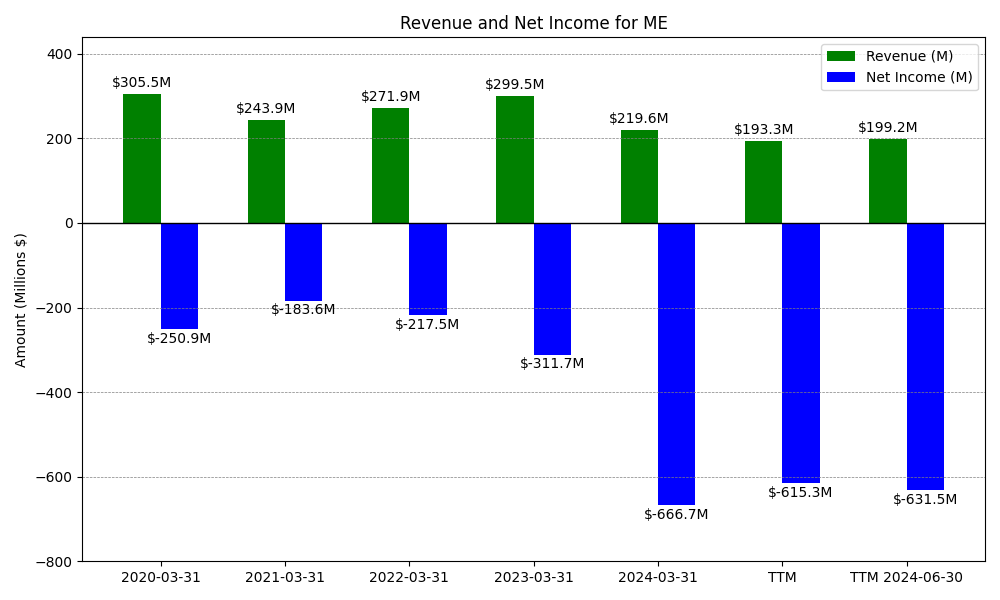 Revenue and Net Income for ME
Revenue (M)
Net Income (M)
Amount (Millions $)
400
200
0
−200
−400
−600
−800
$305.5M
$243.9M
$271.9M
$299.5M
$219.6M
$193.3M
$199.2M
$-250.9M
$-183.6M
$-217.5M
$-311.7M
$-666.7M
$-615.3M
$-631.5M
2020-03-31
2021-03-31
2022-03-31
2023-03-31
2024-03-31
TTM
TTM 2024-06-30